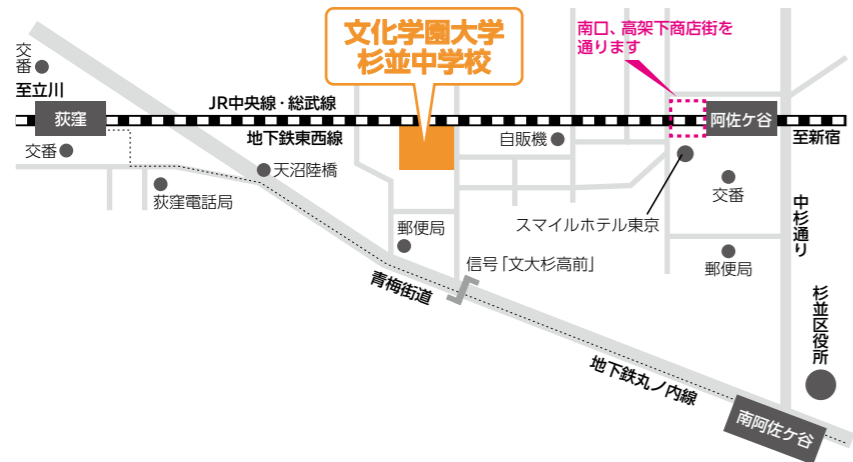 文化学園大学
杉並中学校
南口、高架下商店街を
通ります
交番
至立川
荻窪
JR中央線・総武線
地下鉄東西線
阿佐ケ谷
至新宿
自販機
交番
天沼陸橋
荻窪電話局
スマイルホテル東京
交番
中杉通り
郵便局
信号「文大杉高前」
郵便局
青梅街道
杉並区役所
地下鉄丸ノ内線
南阿佐ケ谷